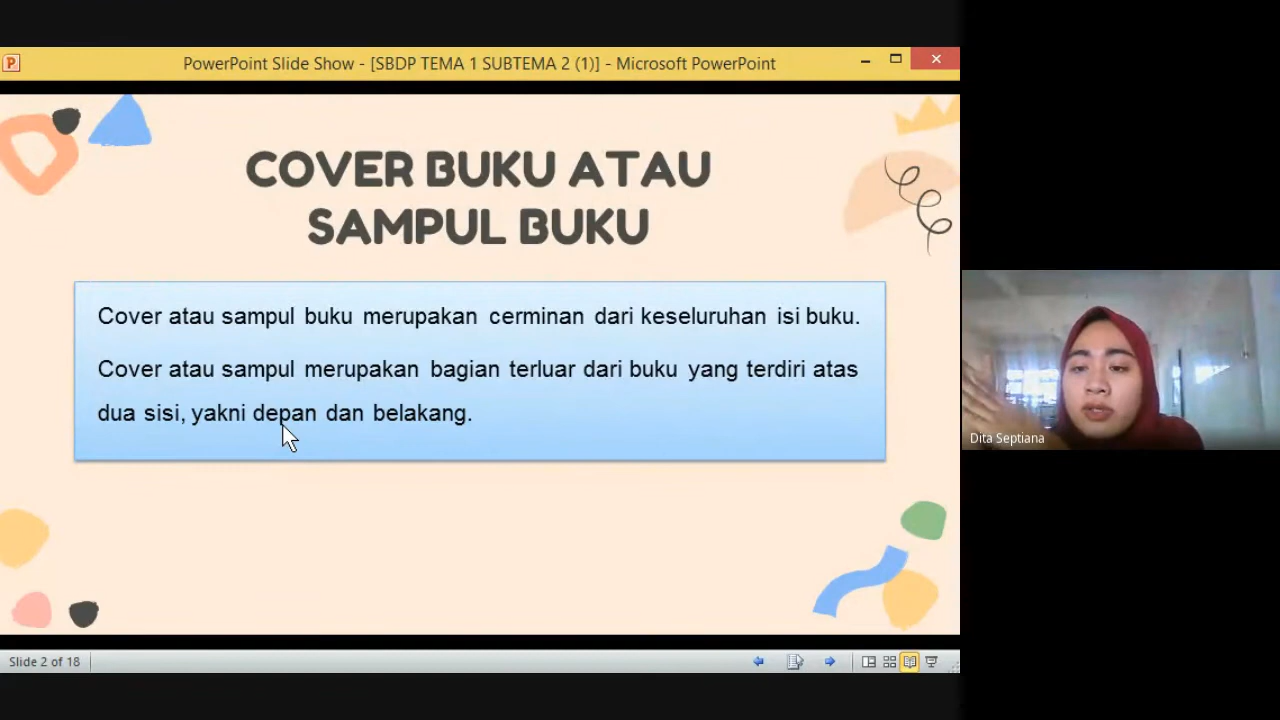 PowerPoint Slide Show - [SBDP TEMA 1 SUBTEMA 2 (1)] - Microsoft PowerPoint
COVER BUKU ATAU
SAMPUL BUKU
Cover atau sampul buku merupakan cerminan dari keseluruhan isi buku.
Cover atau sampul merupakan bagian terluar dari buku yang terdiri atas
dua sisi, yakni depan dan belakang.
Dita Septiana
Slide 2 of 18